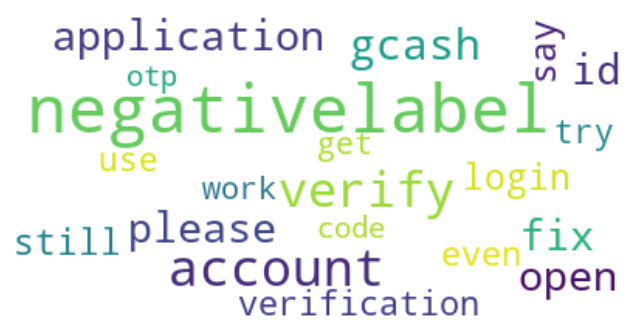 application
gcash
say
id
otp
negativelabel
try
use
get
work
verify
login
still
please
code
even
fix
account
open
verification